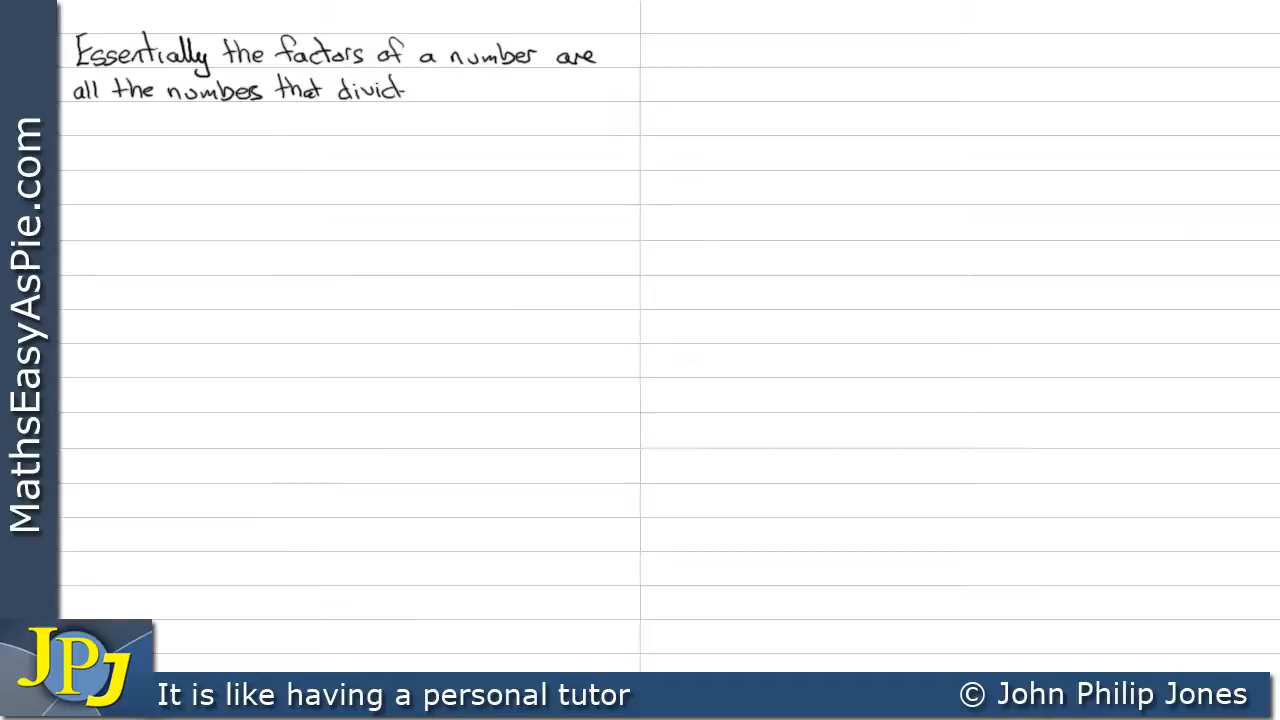 Essentially the factors of a number are
all the numbers that divid
MathsEasyAsPie.com
JPJ
It is like having a personal tutor
© John Philip Jones